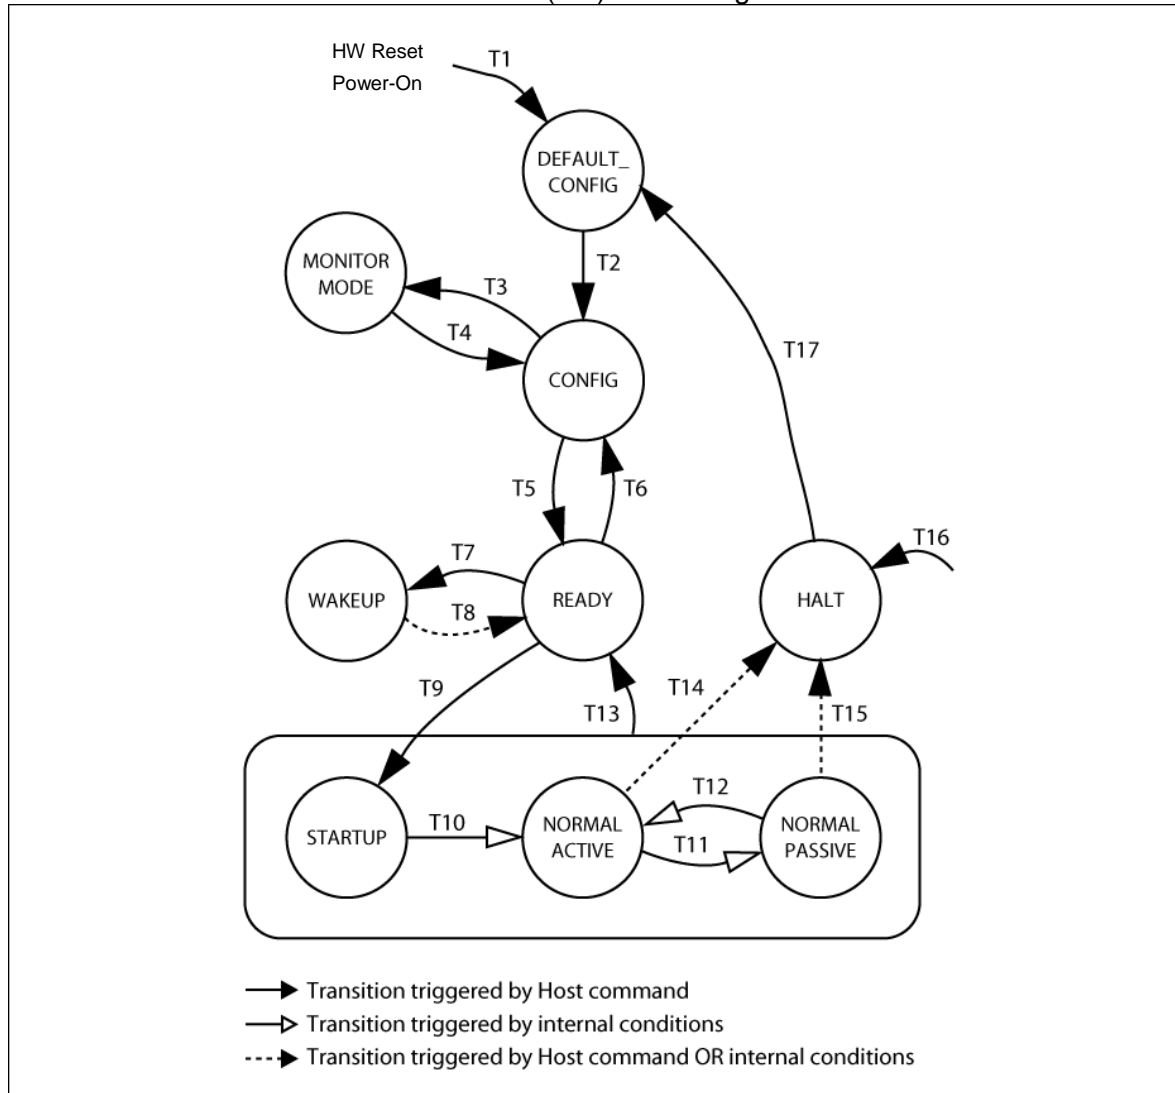 HW Reset
Power-On
T1
DEFAULT_
CONFIG
T2
MONITOR
MODE
T3
T4
CONFIG
T17
T5
T6
T16
T7
WAKEUP
T8
READY
HALT
T9
T13
T14
T15
STARTUP
T10
NORMAL
ACTIVE
T12
T11
NORMAL
PASSIVE
Transition triggered by Host command
Transition triggered by internal conditions
Transition triggered by Host command OR internal conditions